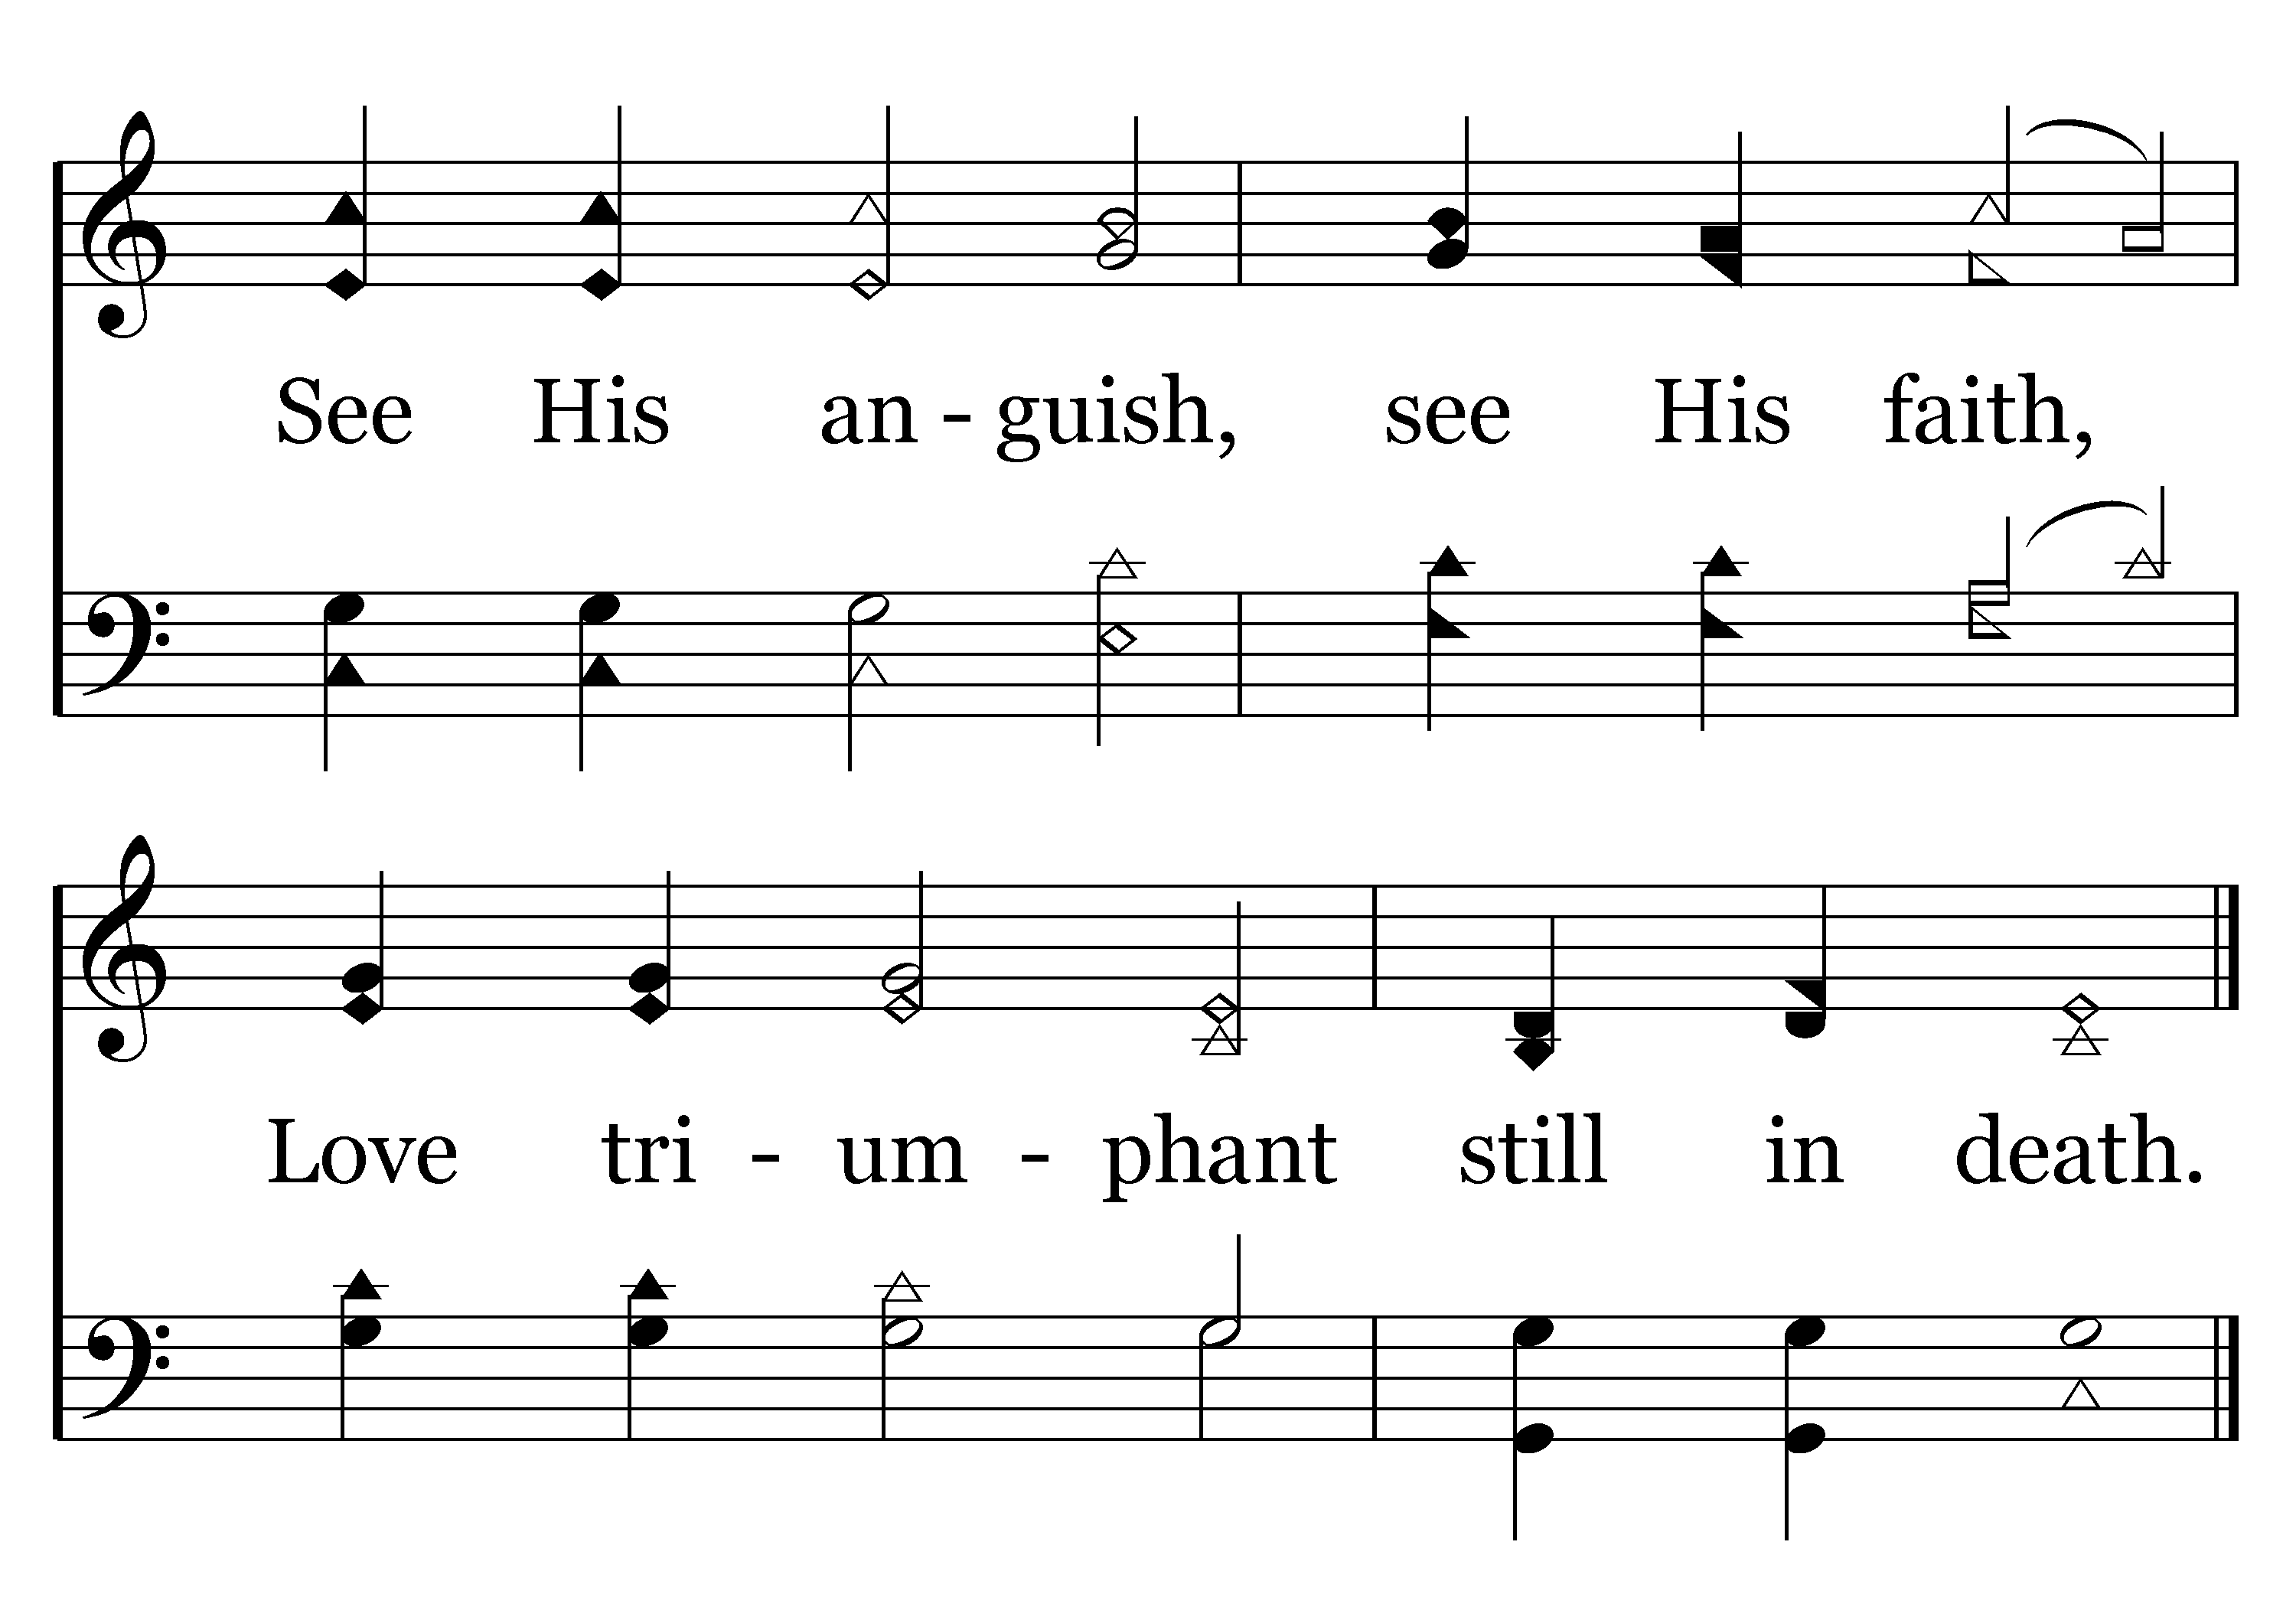 See His an - guish, see His faith,
Love tri - um - phant still in death.